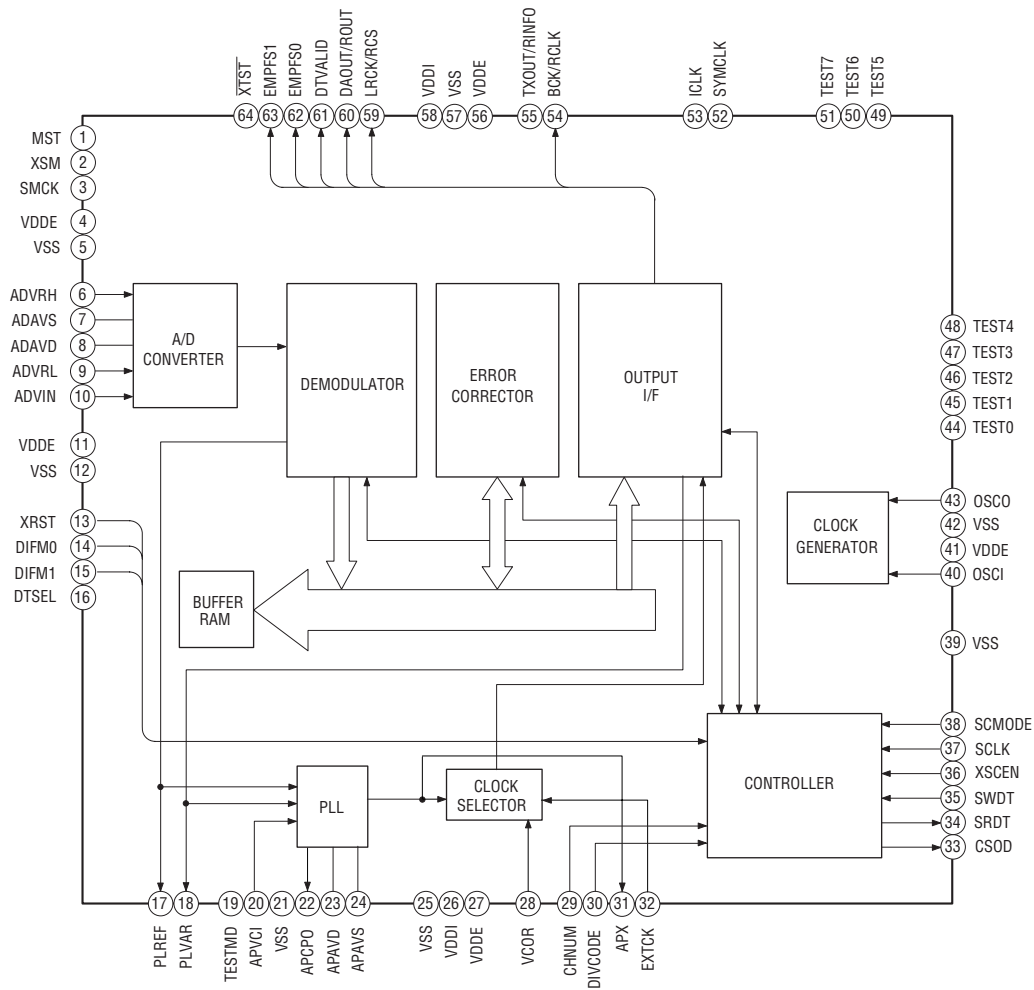 XTST
EMPFS1
EMPFS0
DTVALID
DAOUT/ROUT
LRCK/RCS
VDDI
VSS
VDDE
TXOUT/RINFO
BCK/RCLK
ICLK
SYMCLK
TEST7
TEST6
TEST5
64 63 62 61 60 59 58 57 56 55 54 53 52 51 50 49
MST 1
XSM 2
SMCK 3
VDDE 4
VSS 5
ADVRH 6
ADAVS 7
ADAVD 8
ADVRL 9
ADVIN 10
VDDE 11
VSS 12
XRST 13
DIFM0 14
DIFM1 15
DTSEL 16
A/D
CONVERTER
DEMODULATOR
ERROR
CORRECTOR
OUTPUT
I/F
48 TEST4
47 TEST3
46 TEST2
45 TEST1
44 TEST0
43 OSCO
42 VSS
41 VDDE
40 OSCI
39 VSS
38 SCMODE
37 SCLK
36 XSCEN
35 SWDT
34 SRDT
33 CSOD
CLOCK
GENERATOR
BUFFER
RAM
PLL
CLOCK
SELECTOR
CONTROLLER
17 18 19 20 21 22 23 24 25 26 27 28 29 30 31 32
PLREF
PLVAR
TESTMD
APVCI
VSS
APCPO
APAVD
APAVS
VSS
VDDI
VDDE
VCOR
CHNUM
DIVCODE
APX
EXTCK